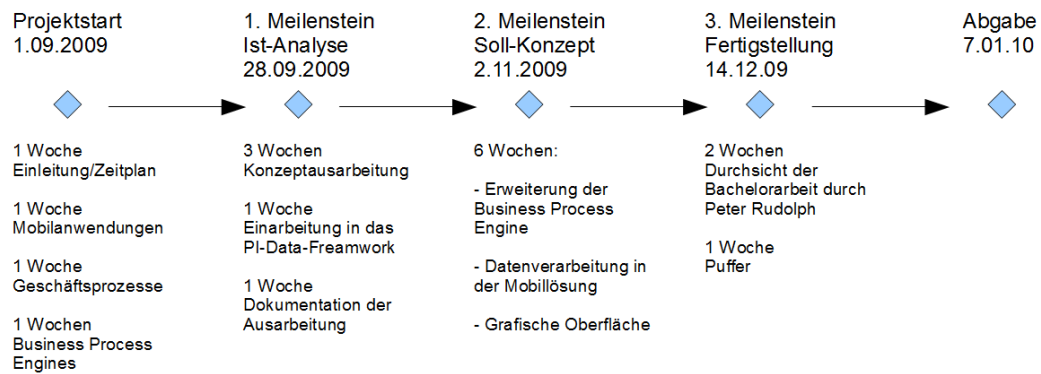 Projektstart
1.09.2009
1. Meilenstein
Ist-Analyse
28.09.2009
2. Meilenstein
Soll-Konzept
2.11.2009
3. Meilenstein
Fertigstellung
14.12.09
Abgabe
7.01.10
1 Woche
Einleitung/Zeitplan
1 Woche
Mobilanwendungen
1 Woche
Geschäftsprozesse
1 Wochen
Business Process
Engines
3 Wochen
Konzeptausarbeitung
1 Woche
Einarbeitung in das
PI-Data-Freamwork
1 Woche
Dokumentation der
Ausarbeitung
6 Wochen:
- Erweiterung der
Business Process
Engine
- Datenverarbeitung in
der Mobillösung
- Grafische Oberfläche
2 Wochen
Durchsicht der
Bachelorarbeit durch
Peter Rudolph
1 Woche
Puffer